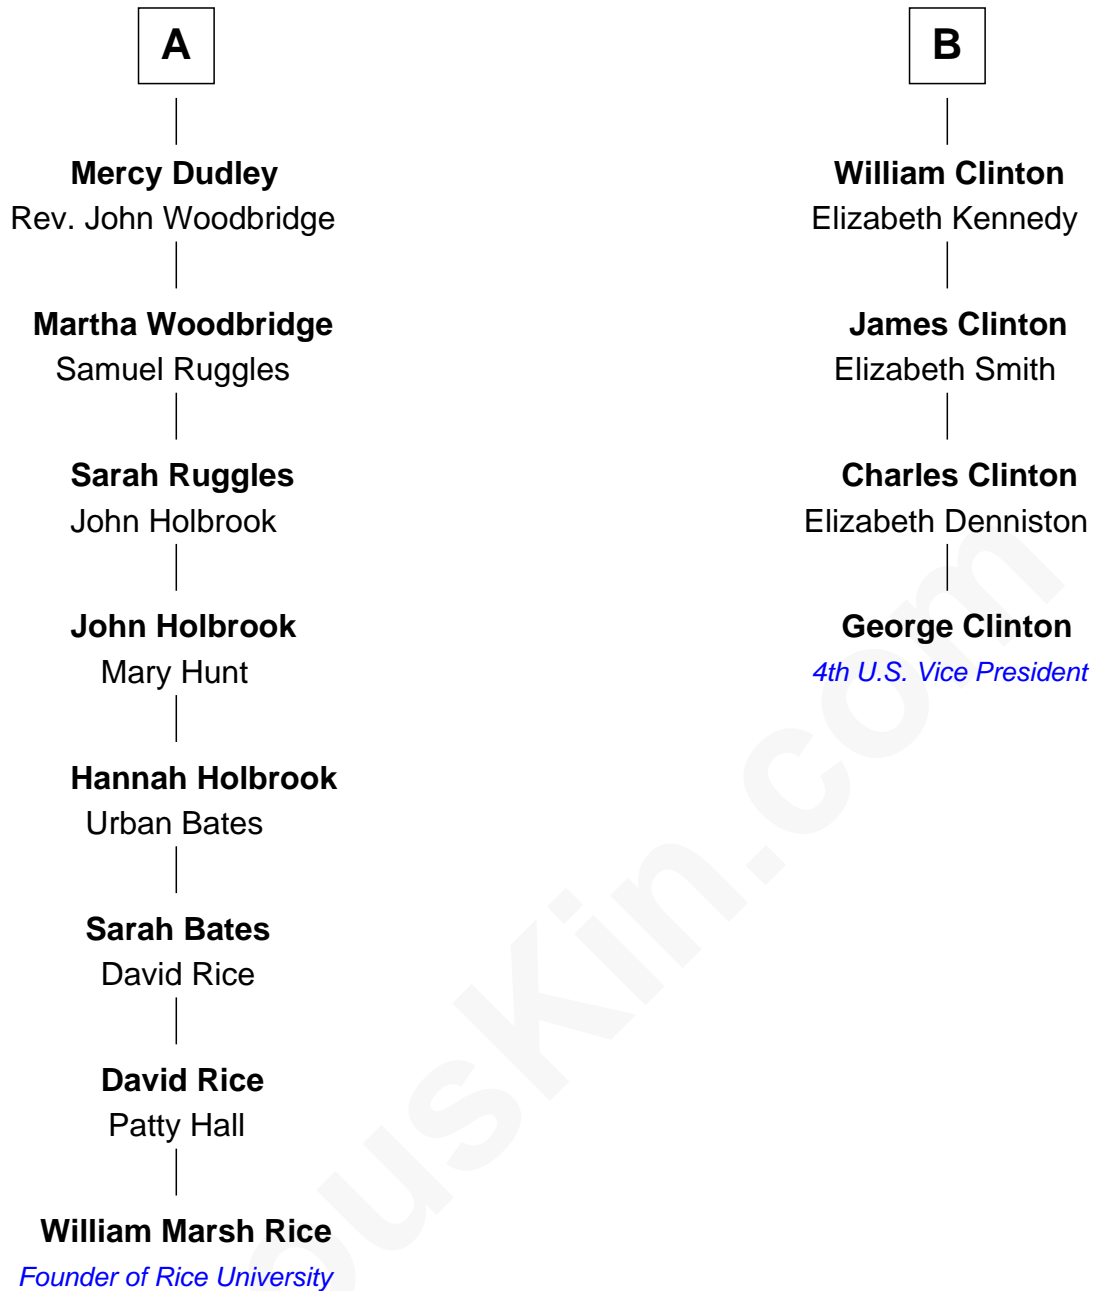 A
Mercy Dudley
Rev. John Woodbridge
Martha Woodbridge
Samuel Ruggles
Sarah Ruggles
John Holbrook
John Holbrook
Mary Hunt
Hannah Holbrook
Urban Bates
Sarah Bates
David Rice
David Rice
Patty Hall
William Marsh Rice
Founder of Rice University
B
William Clinton
Elizabeth Kennedy
James Clinton
Elizabeth Smith
Charles Clinton
Elizabeth Denniston
George Clinton
4th U.S. Vice President
ousKin.com